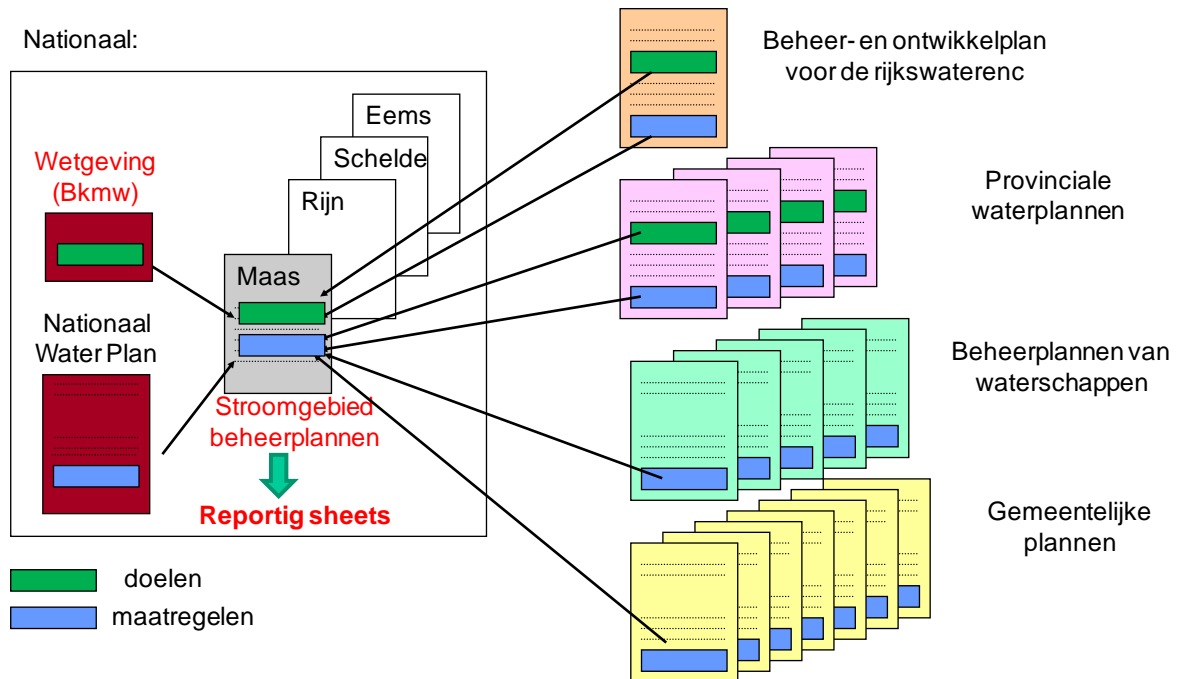 Nationaal:
Eems
Schelde
Rijn
Maas
Wetgeving
(Bkmw)
Nationaal
Water Plan
Stroomgebied
beheerplannen
Reportig sheets
doelen
maatregelen
Beheer- en ontwikkelplan
voor de rijkswaterenc
Provinciale
waterplannen
Beheerplannen van
waterschappen
Gemeentelijke
plannen